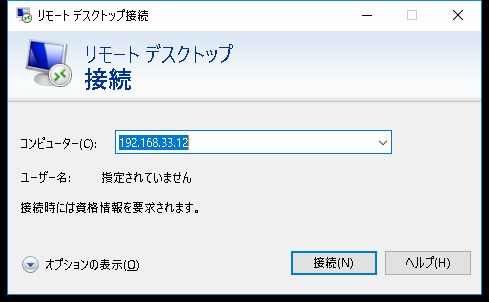 リモート デスクトップ接続
リモート デスクトップ
接続
コンピューター(C): 192.168.33.12
ユーザー名: 指定されていません
接続時には資格情報を要求されます。
オプションの表示(O) 接続(N) ヘルプ(H)